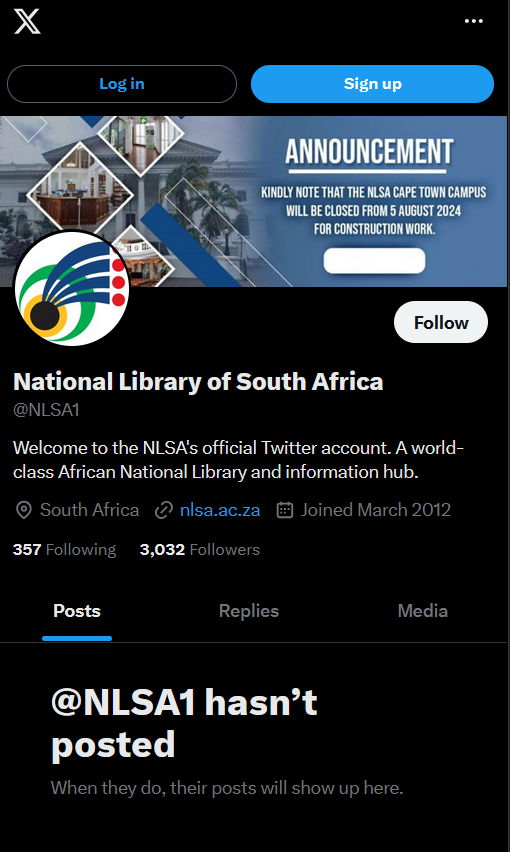 Log in
Sign up
ANNOUNCEMENT
KINDLY NOTE THAT THE NLSA CAPE TOWN CAMPUS
WILL BE CLOSED FROM 5 AUGUST 2024
FOR CONSTRUCTION WORK.
Follow
National Library of South Africa
@NLSA1
Welcome to the NLSA's official Twitter account. A world-
class African National Library and information hub.
South Africa nlsa.ac.za Joined March 2012
357 Following 3,032 Followers
Posts Replies Media
@NLSA1 hasn’t
posted
When they do, their posts will show up here.